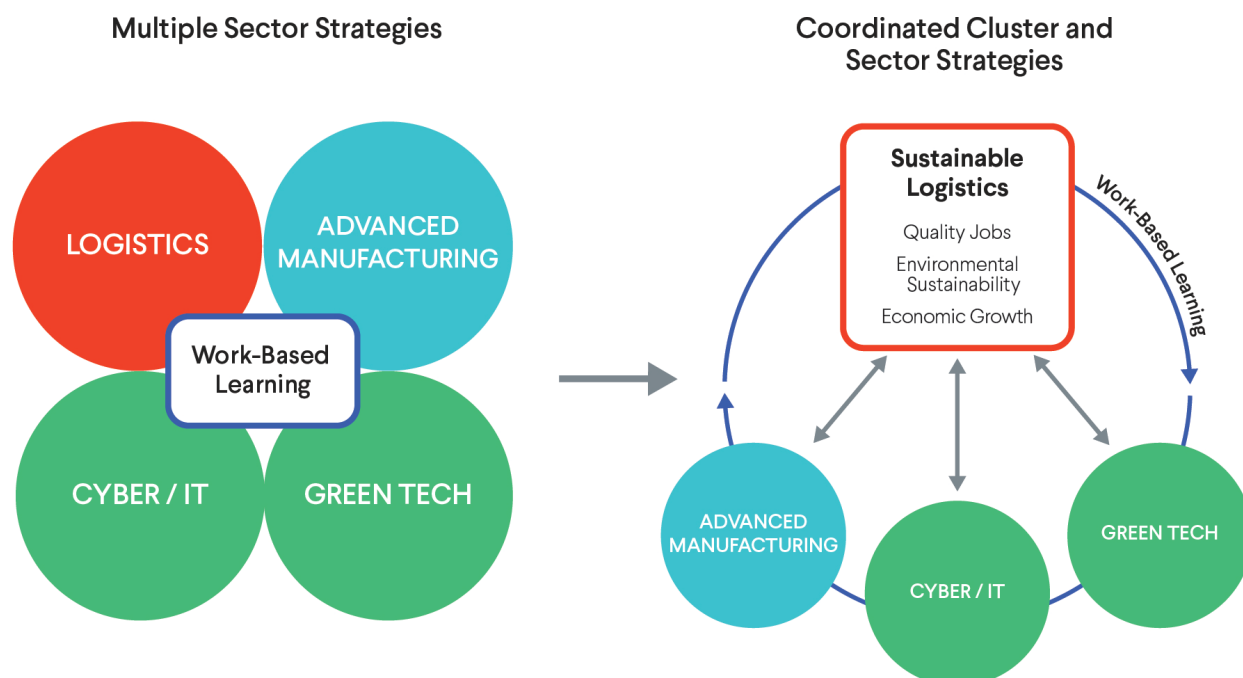 Multiple Sector Strategies
LOGISTICS
ADVANCED
MANUFACTURING
Work-Based
Learning
CYBER / IT
GREEN TECH
Coordinated Cluster and
Sector Strategies
Sustainable
Logistics
Quality Jobs
Environmental
Sustainability
Economic Growth
Work-Based Learning
ADVANCED
MANUFACTURING
CYBER / IT
GREEN TECH